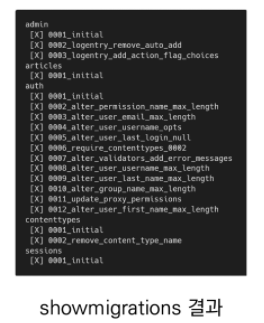 admin
[X] 0001_initial
[X] 0002_logentry_remove_auto_add
[X] 0003_logentry_add_action_flag_choices
articles
[X] 0001_initial
auth
[X] 0001_initial
[X] 0002_alter_permission_name_max_length
[X] 0003_alter_user_email_max_length
[X] 0004_alter_user_username_opts
[X] 0005_alter_user_last_login_null
[X] 0006_require_contenttypes_0002
[X] 0007_alter_validators_add_error_messages
[X] 0008_alter_user_username_max_length
[X] 0009_alter_user_last_name_max_length
[X] 0010_alter_group_name_max_length
[X] 0011_update_proxy_permissions
[X] 0012_alter_user_first_name_max_length
contenttypes
[X] 0001_initial
[X] 0002_remove_content_type_name
sessions
[X] 0001_initial
showmigrations 결과